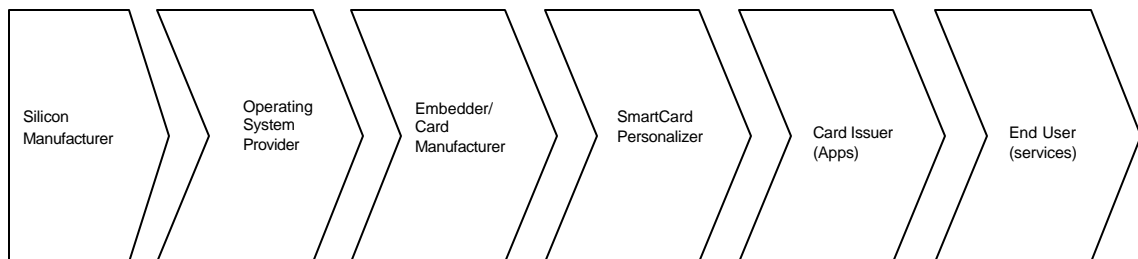 Silicon
Manufacturer
Operating
System
Provider
Embedder/
Card
Manufacturer
SmartCard
Personalizer
Card Issuer
(Apps)
End User
(services)